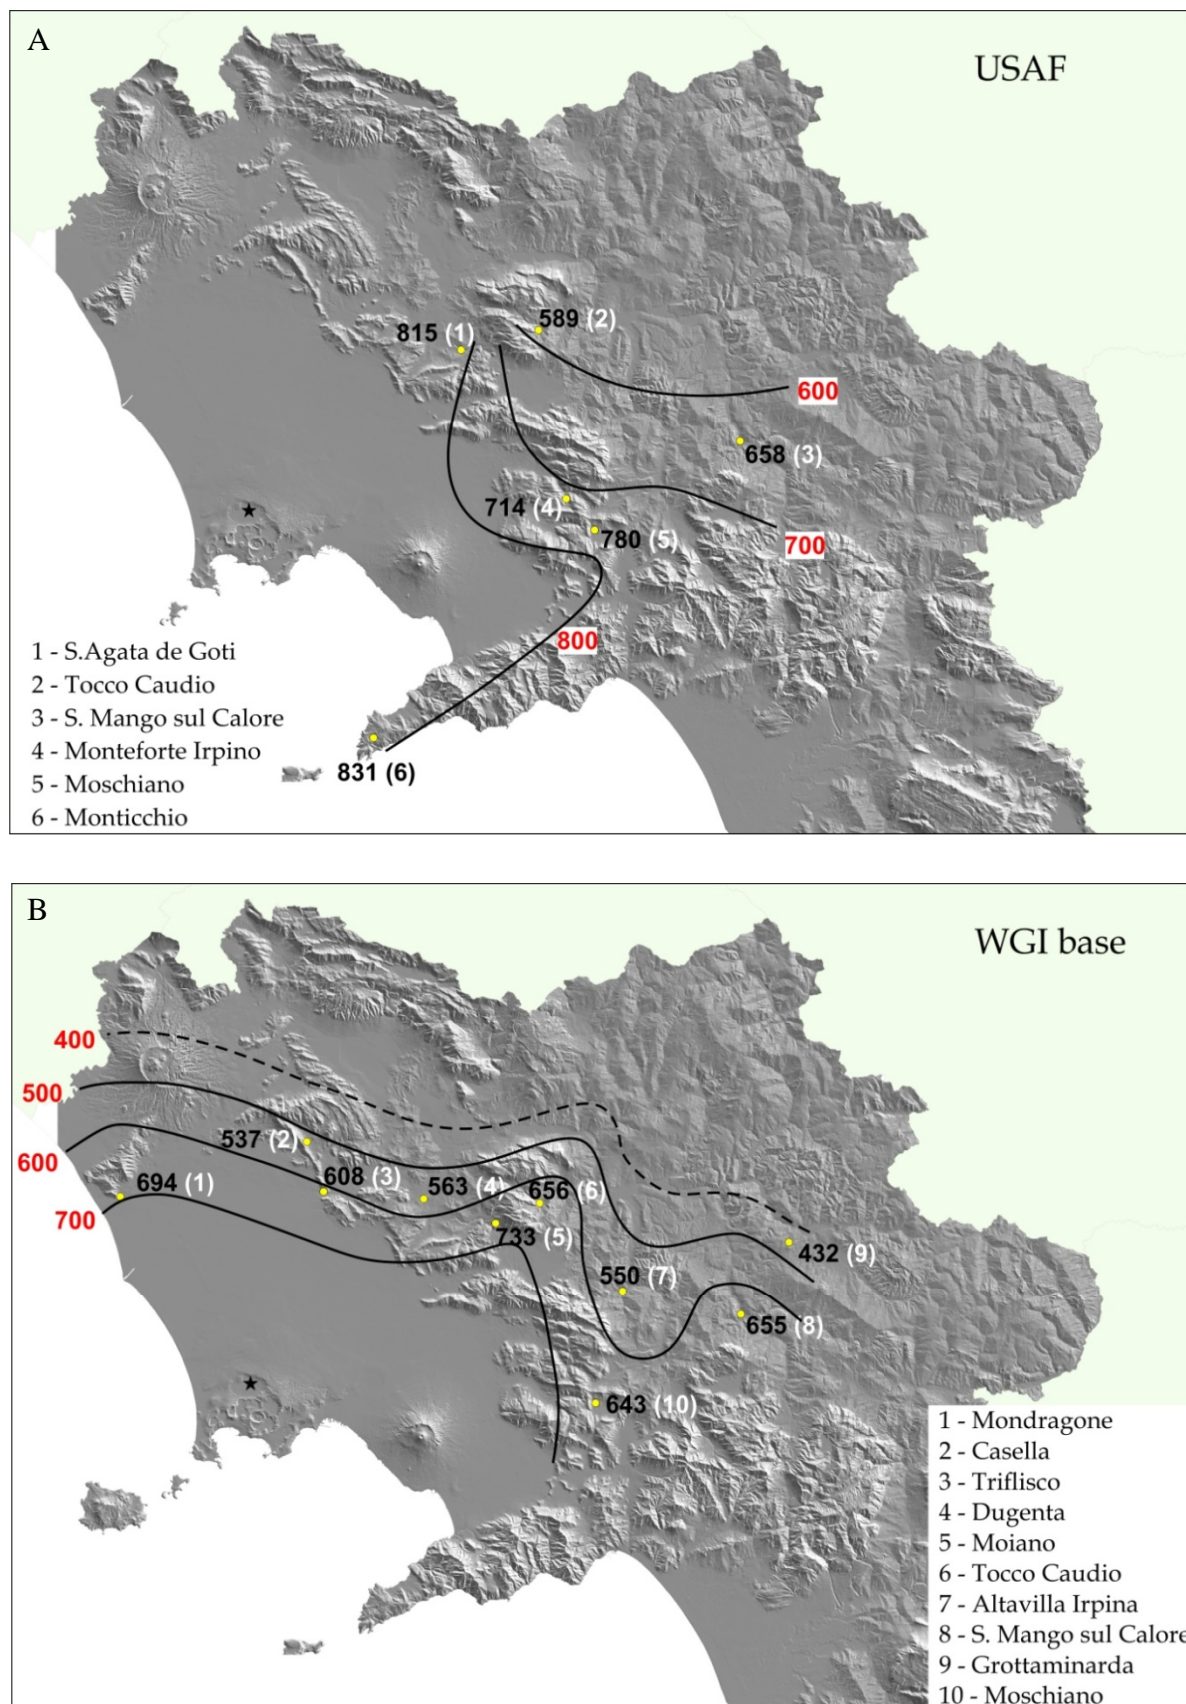 A
USAF
589 (2)
815 (1)
600
658 (3)
714 (4)
780 (5)
700
800
1 - S.Agata de Goti
2 - Tocco Caudio
3 - S. Mango sul Calore
4 - Monteforte Irpino
5 - Moschiano
6 - Monticchio
831 (6)
B
WGI base
400
500
537 (2)
600
694 (1)
608 (3)
563 (4)
656 (6)
700
733 (5)
432 (9)
550 (7)
655 (8)
643 (10)
1 - Mondragone
2 - Casella
3 - Triflisco
4 - Dugenta
5 - Moiano
6 - Tocco Caudio
7 - Altavilla Irpina
8 - S. Mango sul Calore
9 - Grottaminarda
10 - Moschiano